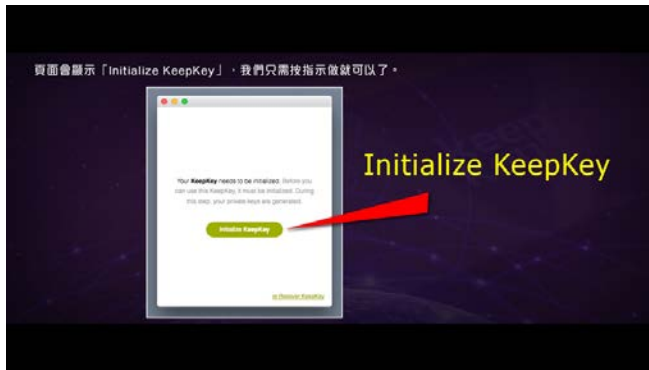 頁面會顯示「Initialize KeepKey」，我們只需按指示做就可以了。
Your KeepKey needs to be initialized. Before you
can use this KeepKey, it must be initialized. During
this step, your private keys are generated.
Initialize KeepKey
Initialize KeepKey
or Recover KeepKey